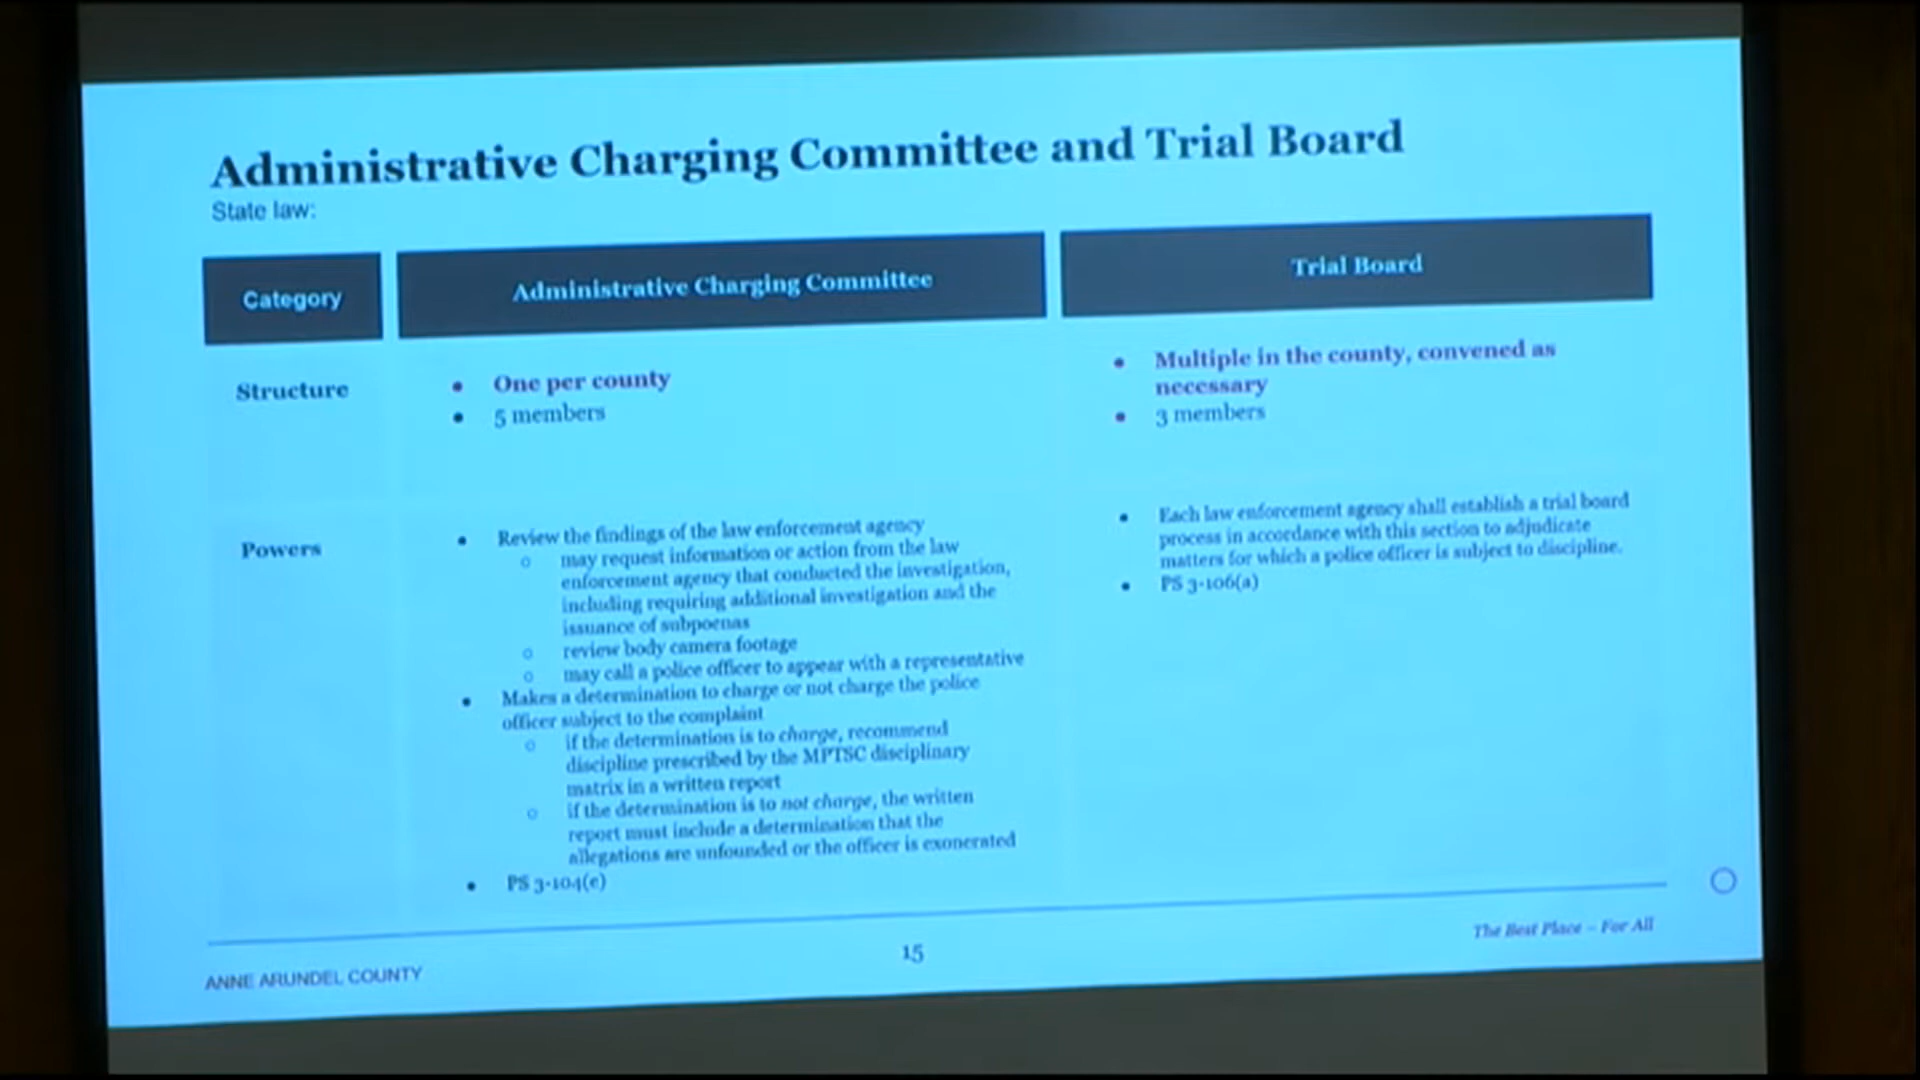 Administrative Charging Committee and Trial Board
State law:
Category
Administrative Charging Committee
Trial Board
Structure
• One per county
• 5 members
• Multiple in the county, convened as
necessary
• 3 members
Powers
• Review the findings of the law enforcement agency
o may request information or action from the law
enforcement agency that conducted the investigation,
including requiring additional investigation and the
issuance of subpoenas
o review body camera footage
o may call a police officer to appear with a representative
• Makes a determination to charge or not charge the police
officer subject to the complaint
o if the determination is to charge, recommend
discipline prescribed by the MPTSC disciplinary
matrix in a written report
o if the determination is to not charge, the written
report must include a determination that the
allegations are unfounded or the officer is exonerated
• PS 3-104(e)
• Each law enforcement agency shall establish a trial board
process in accordance with this section to adjudicate
matters for which a police officer is subject to discipline.
• PS 3-106(a)
ANNE ARUNDEL COUNTY
15
The Best Place – For All